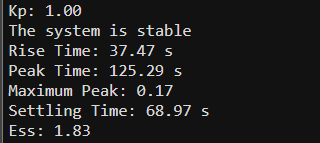 Kp: 1.00
The system is stable
Rise Time: 37.47 s
Peak Time: 125.29 s
Maximum Peak: 0.17
Settling Time: 68.97 s
Ess: 1.83